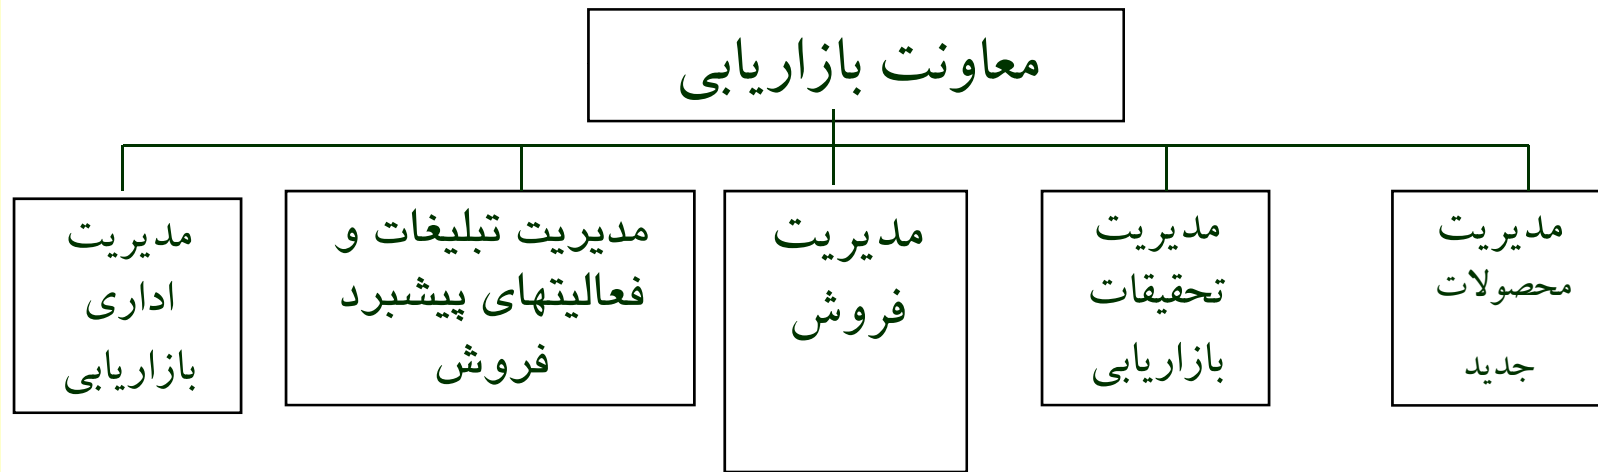 معاونت بازاریابی
مدیریت
محصولات
جدید
مدیریت
تحقیقات
بازاریابی
مدیریت
فروش
مدیریت تبلیغات و
فعالیتهای پیشبرد
فروش
مدیریت
اداری
بازاریابی